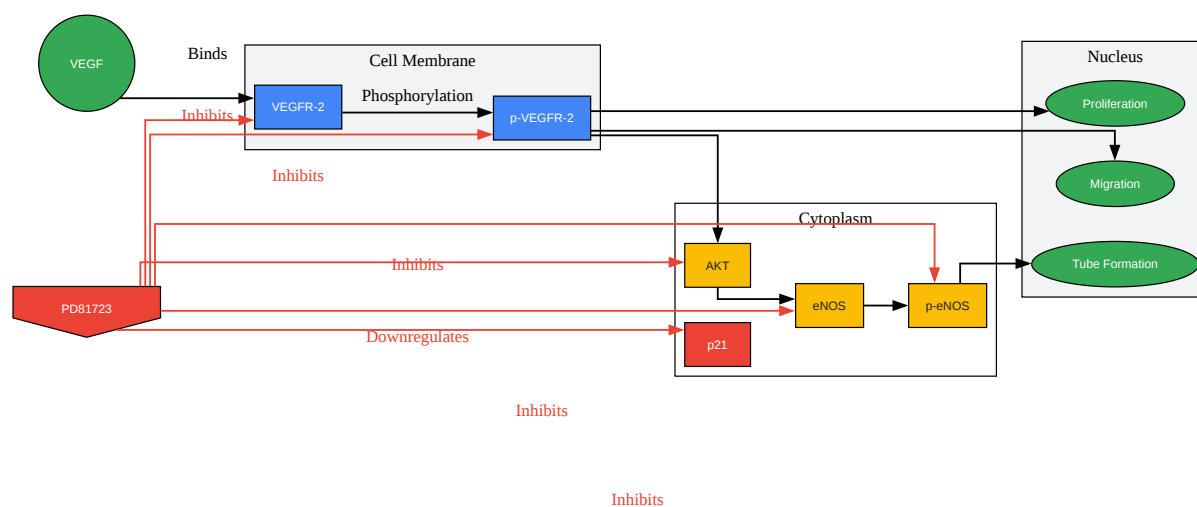 VEGF
Binds
Cell Membrane
Nucleus
VEGFR-2
Phosphorylation
p-VEGFR-2
Proliferation
Inhibits
Inhibits
Migration
Cytoplasm
Inhibits
AKT
Tube Formation
PD81723
eNOS
p-eNOS
Downregulates
p21
Inhibits
Inhibits